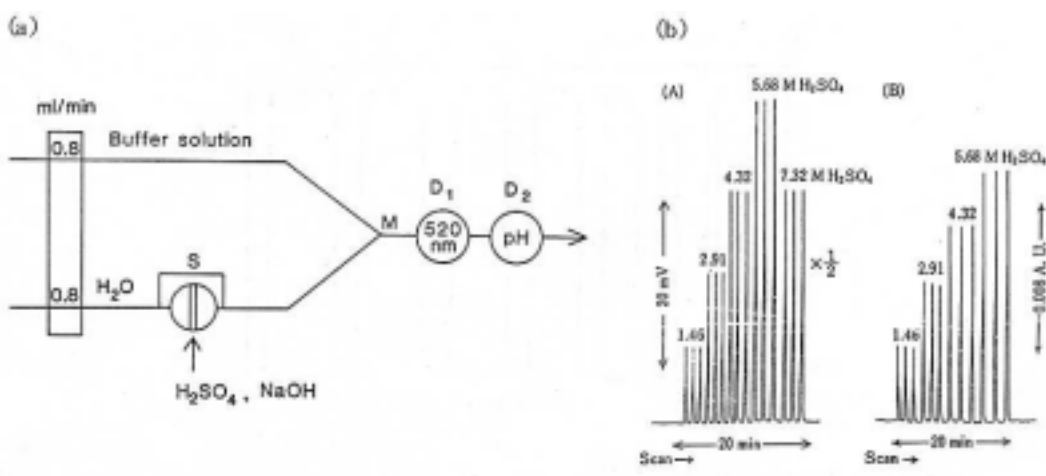 (a)
ml/min
0.8
Buffer solution
D1
D2
M
520
nm
pH
S
0.8
H2O
H2SO4, NaOH
(b)
(A)
5.68 M H2SO4
4.32
7.32 M H2SO4
2.91
× 1/2
1.46
20 mV
20 min
Scan →
(B)
5.68 M H2SO4
4.32
2.91
1.46
0.008 A. U.
20 min
Scan →